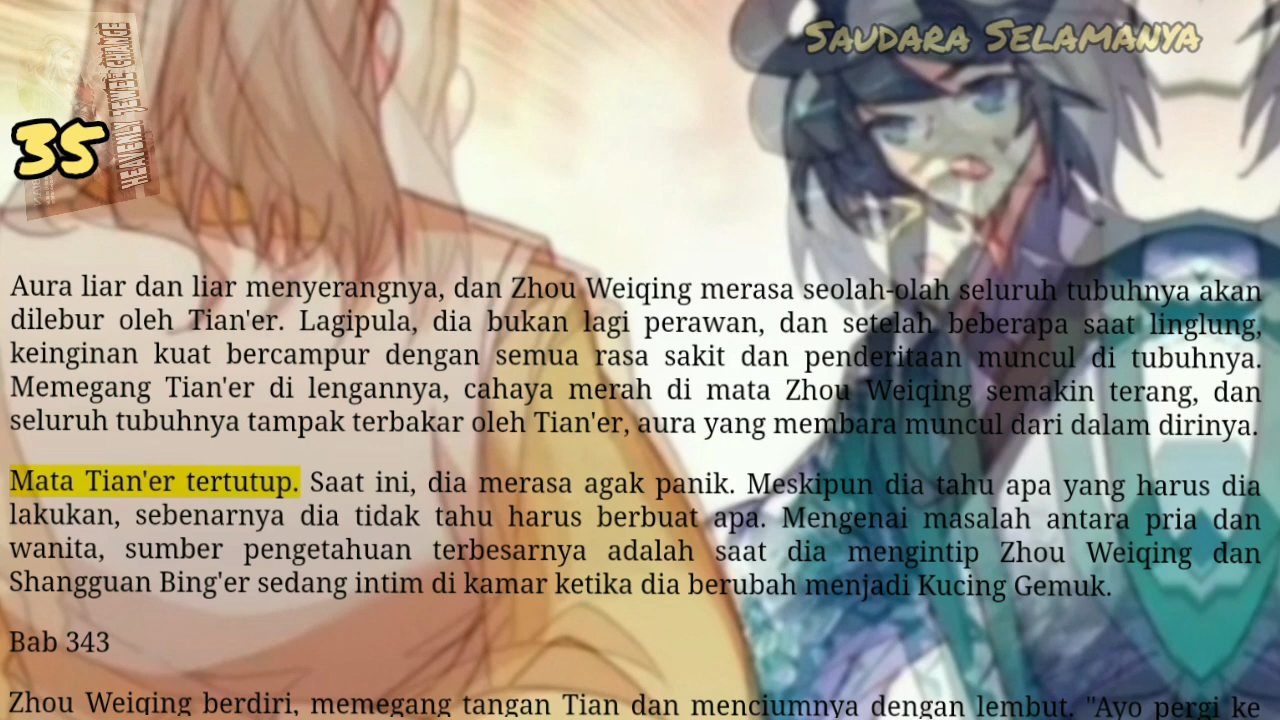 SAUDARA SELAMANYA
HEAVENLY JEWEL CHANGE
35
Aura liar dan liar menyerangnya, dan Zhou Weiqing merasa seolah-olah seluruh tubuhnya akan
dilebur oleh Tian'er. Lagipula, dia bukan lagi perawan, dan setelah beberapa saat linglung,
keinginan kuat bercampur dengan semua rasa sakit dan penderitaan muncul di tubuhnya.
Memegang Tian'er di lengannya, cahaya merah di mata Zhou Weiqing semakin terang, dan
seluruh tubuhnya tampak terbakar oleh Tian'er, aura yang membara muncul dari dalam dirinya.
Mata Tian'er tertutup. Saat ini, dia merasa agak panik. Meskipun dia tahu apa yang harus dia
lakukan, sebenarnya dia tidak tahu harus berbuat apa. Mengenai masalah antara pria dan
wanita, sumber pengetahuan terbesarnya adalah saat dia mengintip Zhou Weiqing dan
Shangguan Bing'er sedang intim di kamar ketika dia berubah menjadi Kucing Gemuk.
Bab 343
Zhou Weiqing berdiri, memegang tangan Tian dan menciumnya dengan lembut. "Ayo pergi ke